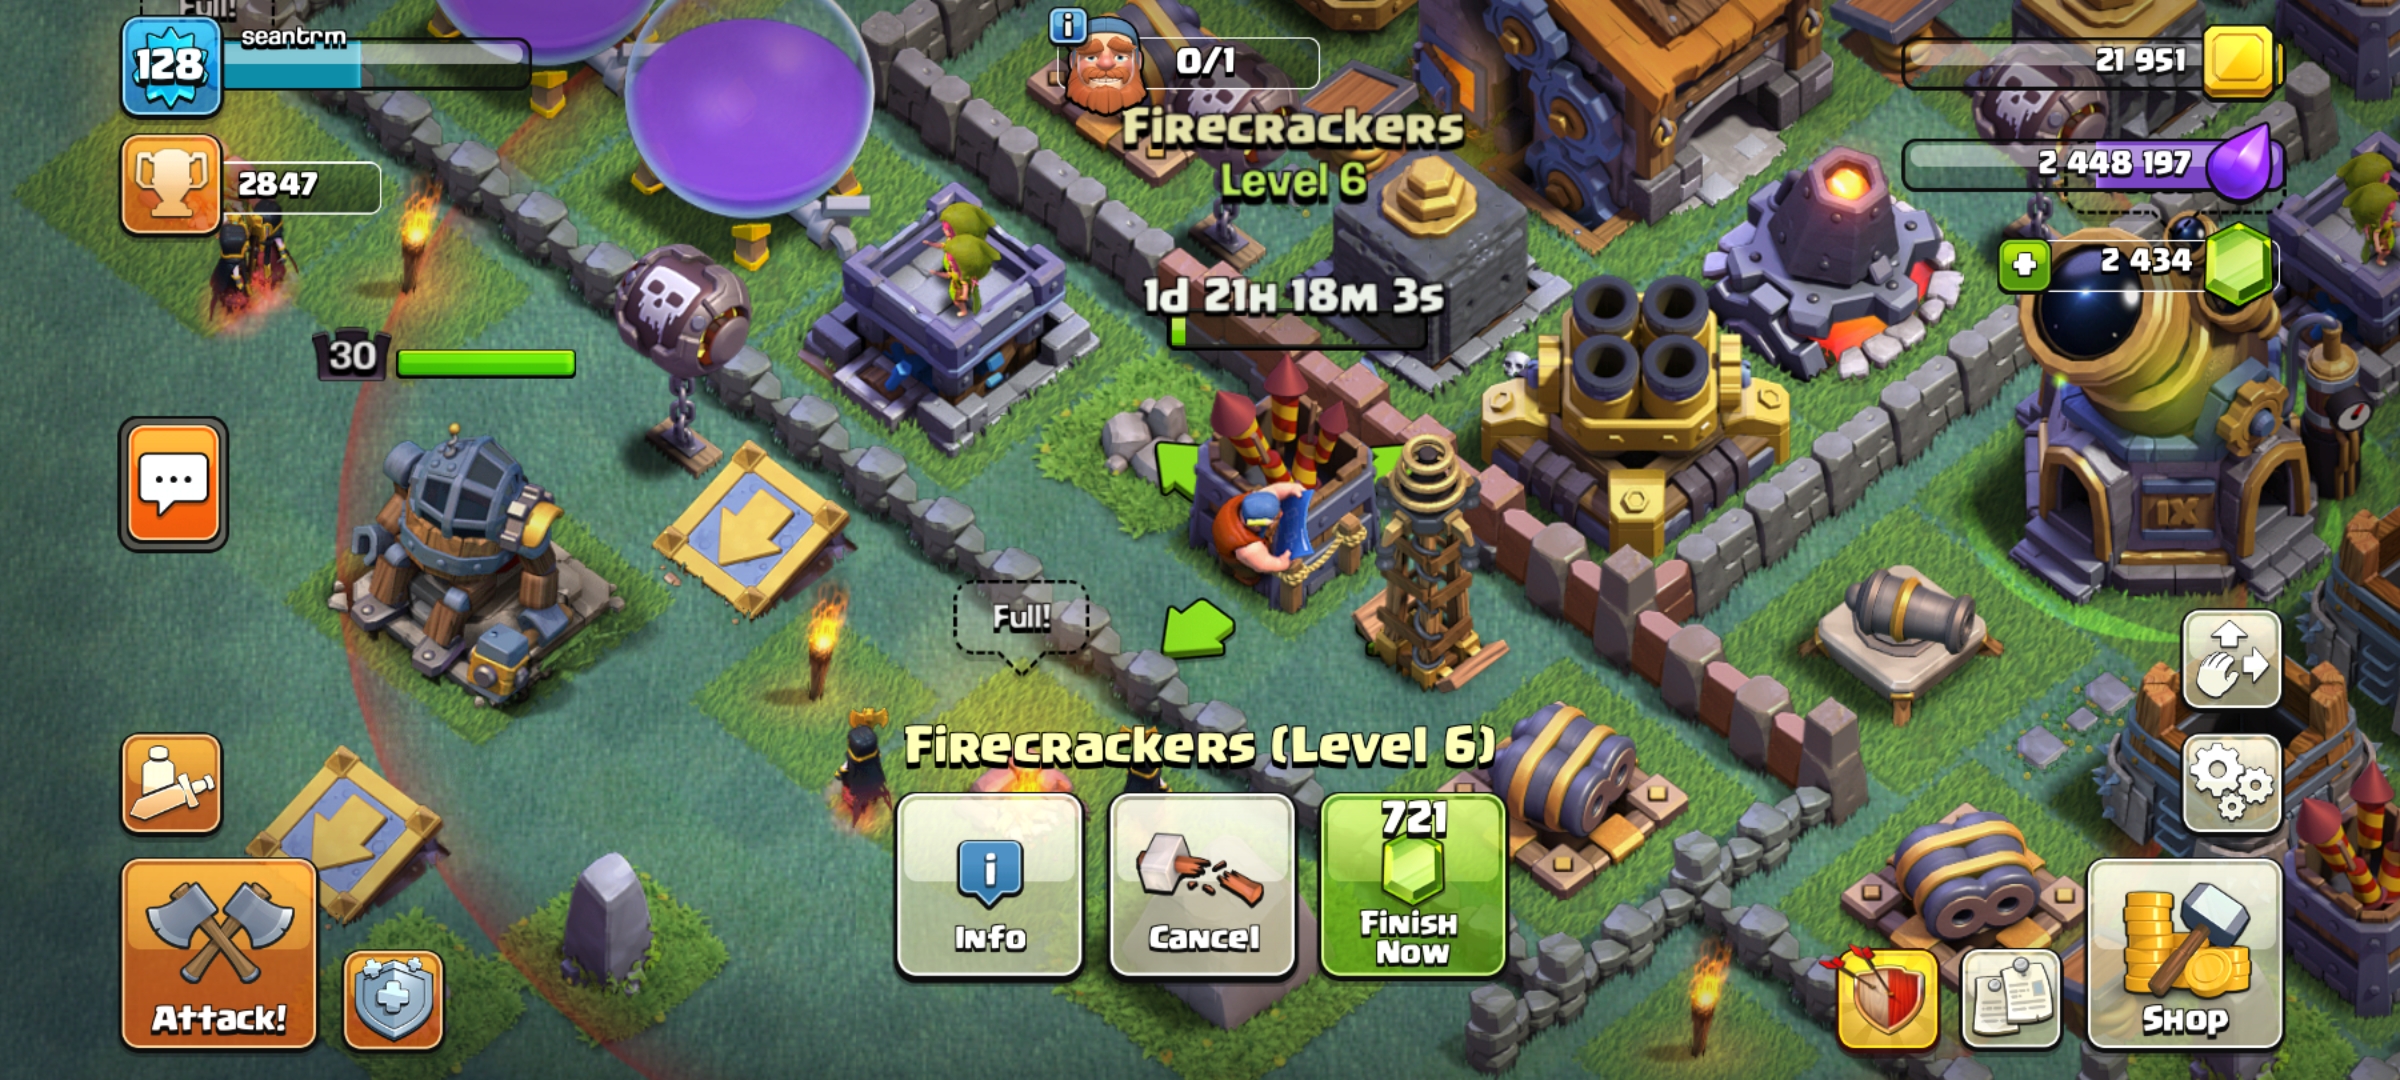 Full!
128
seantrm
0/1
21 951
Firecrackers
Level 6
2 448 197
2847
2 434
1d 21H 18M 3s
30
IX
Full!
Firecrackers (Level 6)
721
Info
Cancel
Finish
Now
Attack!
Shop